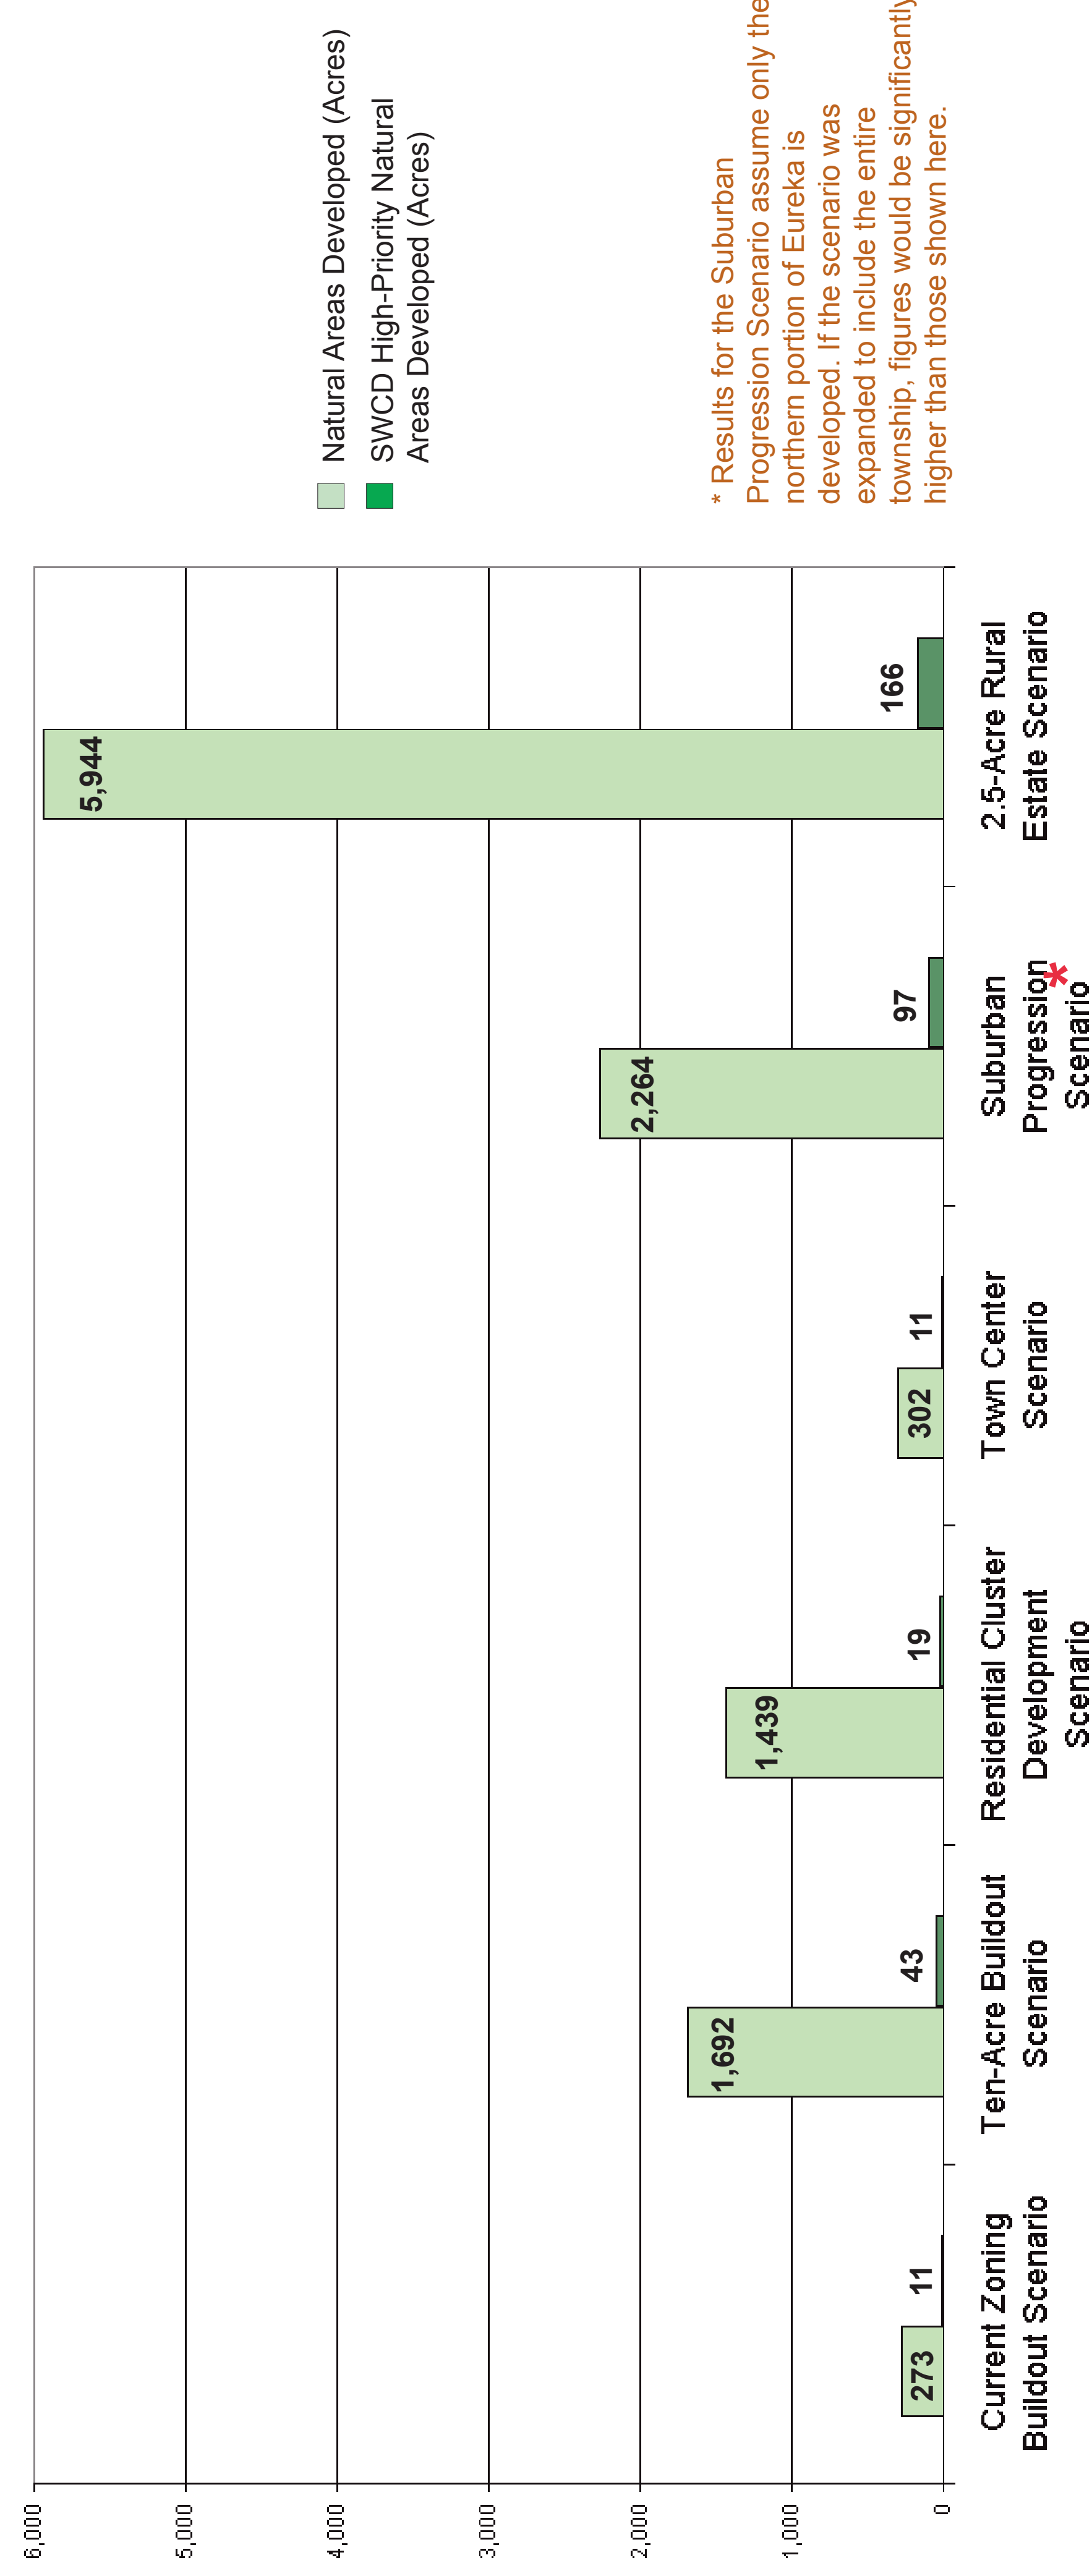 6,000
5,000
4,000
3,000
2,000
1,000
0
273
11
1,692
43
1,439
19
302
11
2,264
97
5,944
166
Current Zoning
Buildout Scenario
Ten-Acre Buildout
Scenario
Residential Cluster
Development
Scenario
Town Center
Scenario
Suburban
Progression
Scenario
*
2.5-Acre Rural
Estate Scenario
Natural Areas Developed (Acres)
SWCD High-Priority Natural
Areas Developed (Acres)
* Results for the Suburban
Progression Scenario assume only the
northern portion of Eureka is
developed. If the scenario was
expanded to include the entire
township, figures would be significantly
higher than those shown here.